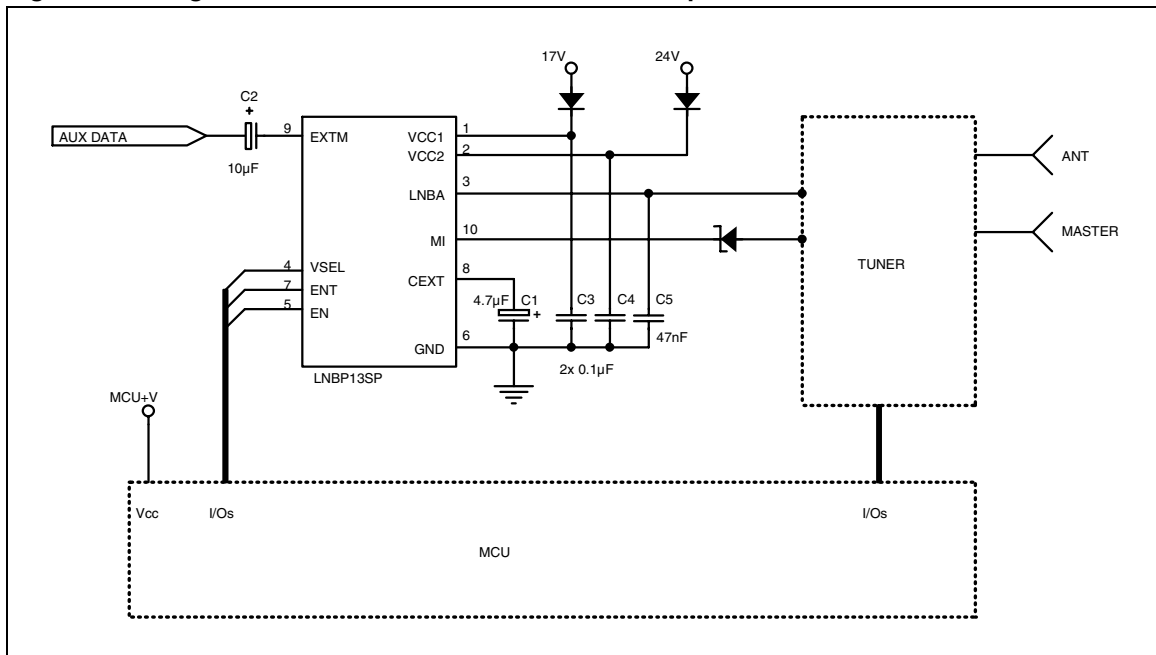 17V
24V
C2
+
AUX DATA
9
EXTM
10µF
VCC1
1
VCC2
2
LNBA
3
MI
10
ANT
MASTER
TUNER
4
VSEL
7
ENT
5
EN
CEXT
8
4.7µF
C1
+
C3
C4
C5
47nF
GND
6
2x 0.1µF
LNBP13SP
MCU+V
Vcc
I/Os
I/Os
MCU